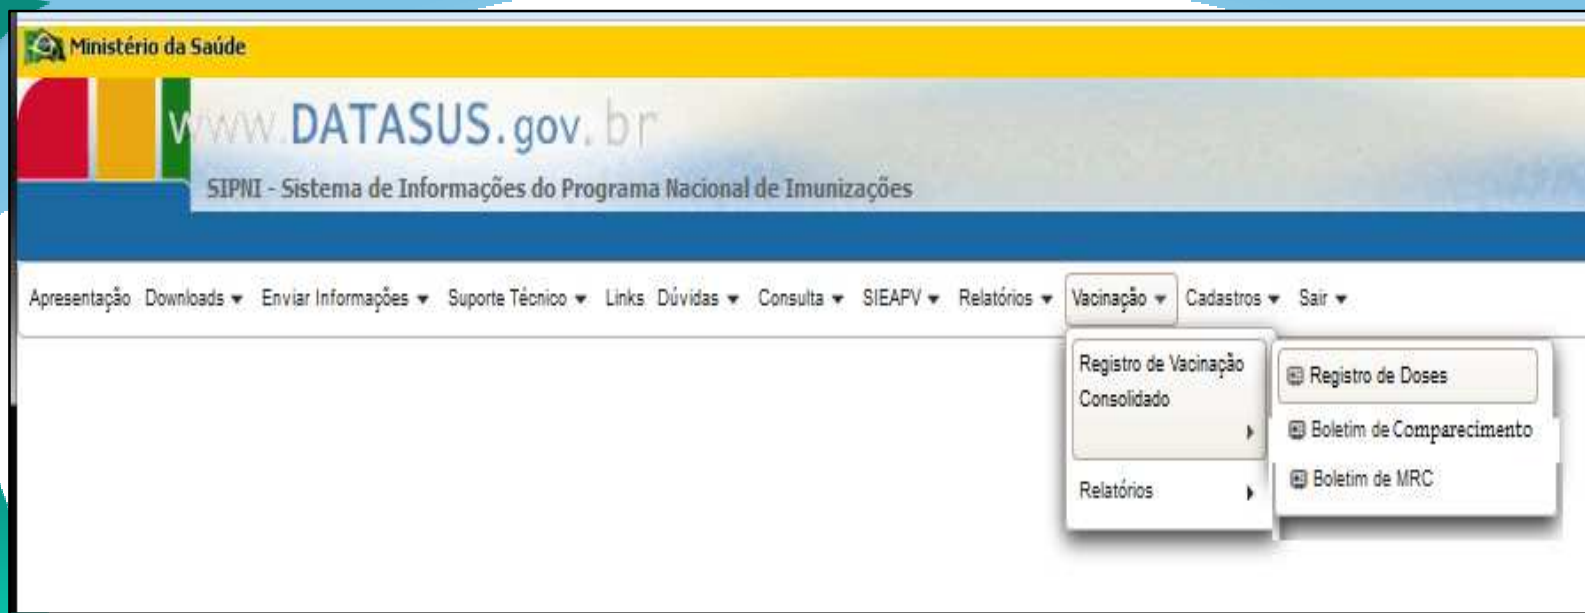 Ministério da Saúde
www.DATASUS.gov.br
SIPNI - Sistema de Informações do Programa Nacional de Imunizações
Apresentação Downloads Enviar Informações Suporte Técnico Links Dúvidas Consulta SIEAPV Relatórios Vacinação Cadastros Sair
Registro de Vacinação
Consolidado
Relatórios
Registro de Doses
Boletim de Comparecimento
Boletim de MRC